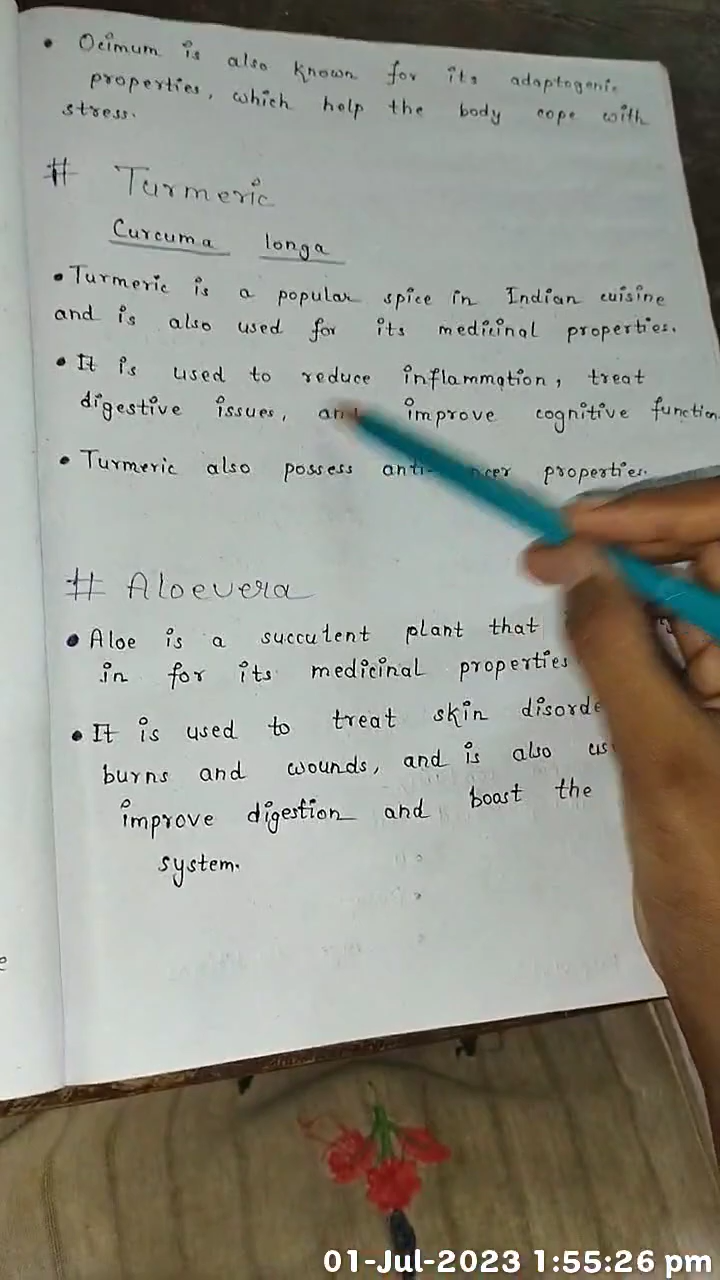 • Ocimum is also known for its adaptogenic
properties, which help the body cope with
stress.
# Turmeric
Curcuma longa
• Turmeric is a popular spice in Indian cuisine
and is also used for its medicinal properties.
• It is used to reduce inflammation, treat
digestive issues, and improve cognitive function
• Turmeric also possess anti- properties.
# Aloevera
• Aloe is a succulent plant that
in for its medicinal properties
• It is used to treat skin
burns and wounds, and is also
improve digestion and boast the
system.
e
01-Jul-2023 1:55:26 pm